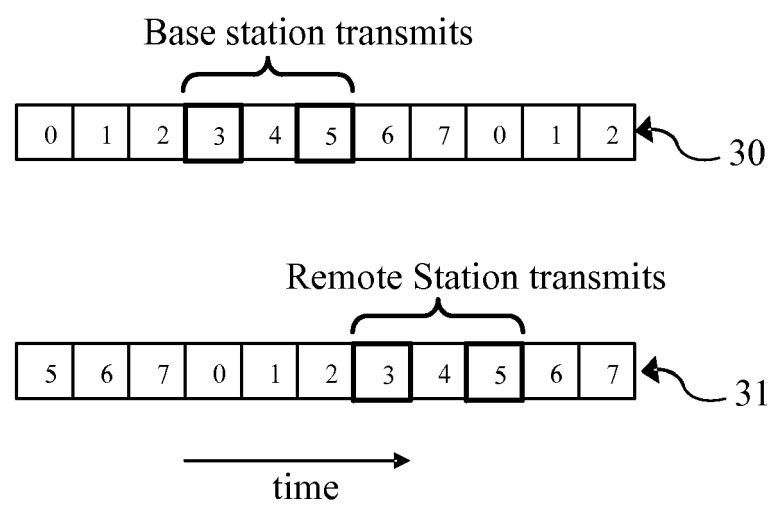 Base station transmits
0 1 2 3 4 5 6 7 0 1 2
30
Remote Station transmits
5 6 7 0 1 2 3 4 5 6 7
31
time